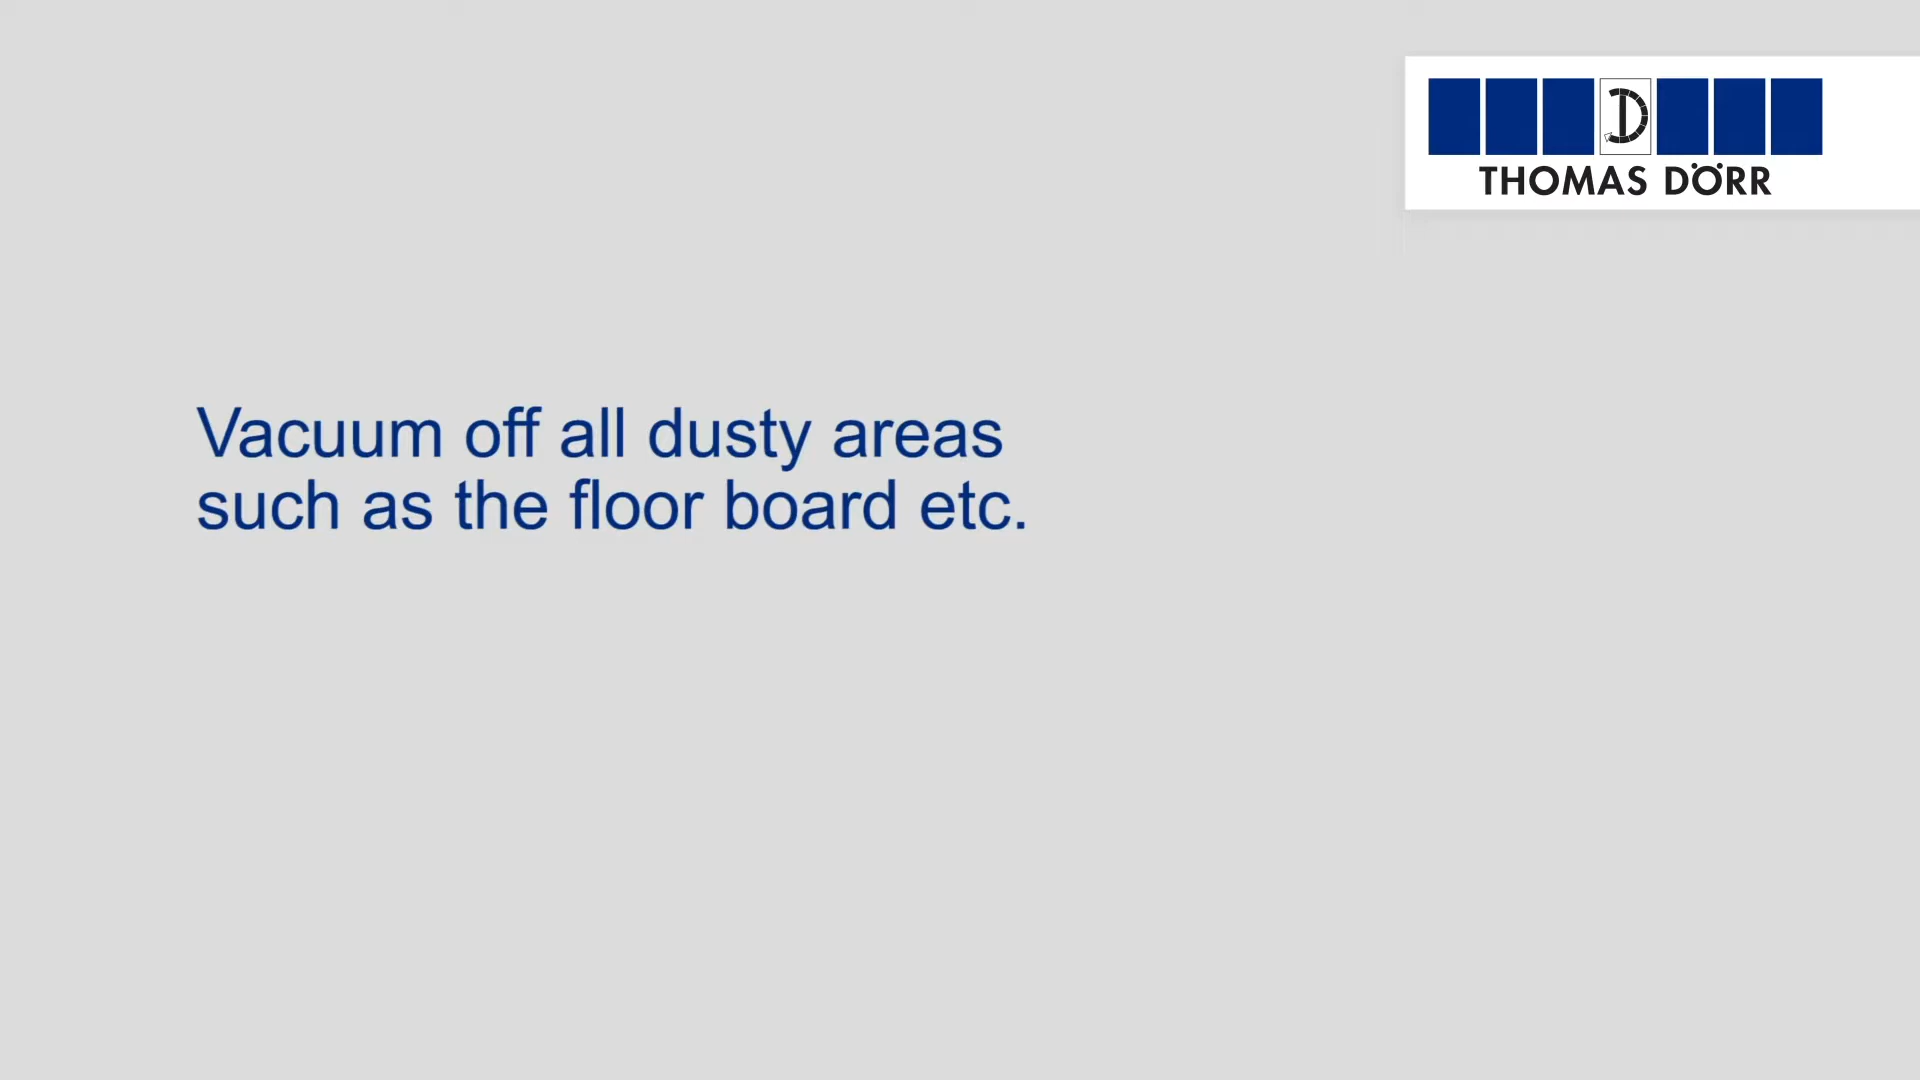 D
THOMAS DÖRR
Vacuum off all dusty areas
such as the floor board etc.